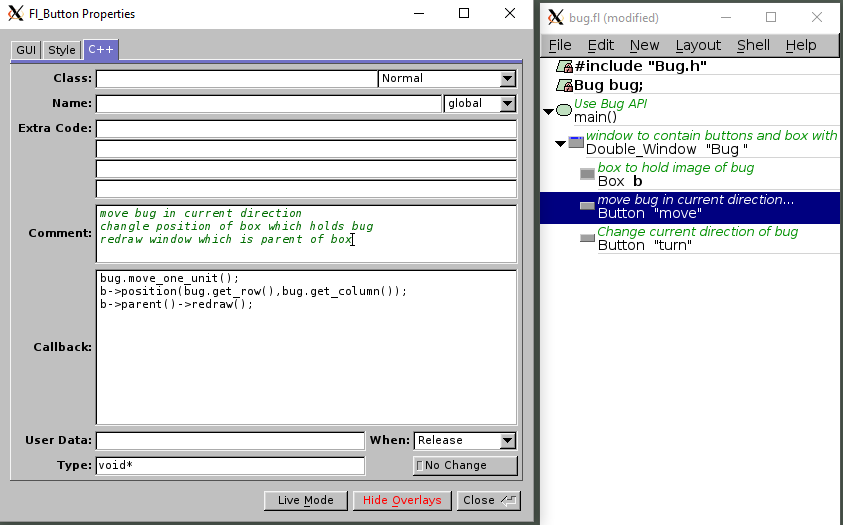 Fl_Button Properties
GUI Style C++
Class: Normal
Name: global
Extra Code:
Comment:
move bug in current direction
changle position of box which holds bug
redraw window which is parent of box
Callback:
bug.move_one_unit();
b->position(bug.get_row(),bug.get_column());
b->parent()->redraw();
User Data: When: Release
Type: void* No Change
Live Mode Hide Overlays Close
bug.fl (modified)
File Edit New Layout Shell Help
#include "Bug.h"
Bug bug;
Use Bug API
main()
window to contain buttons and box with
Double_Window "Bug "
box to hold image of bug
Box b
move bug in current direction...
Button "move"
Change current direction of bug
Button "turn"